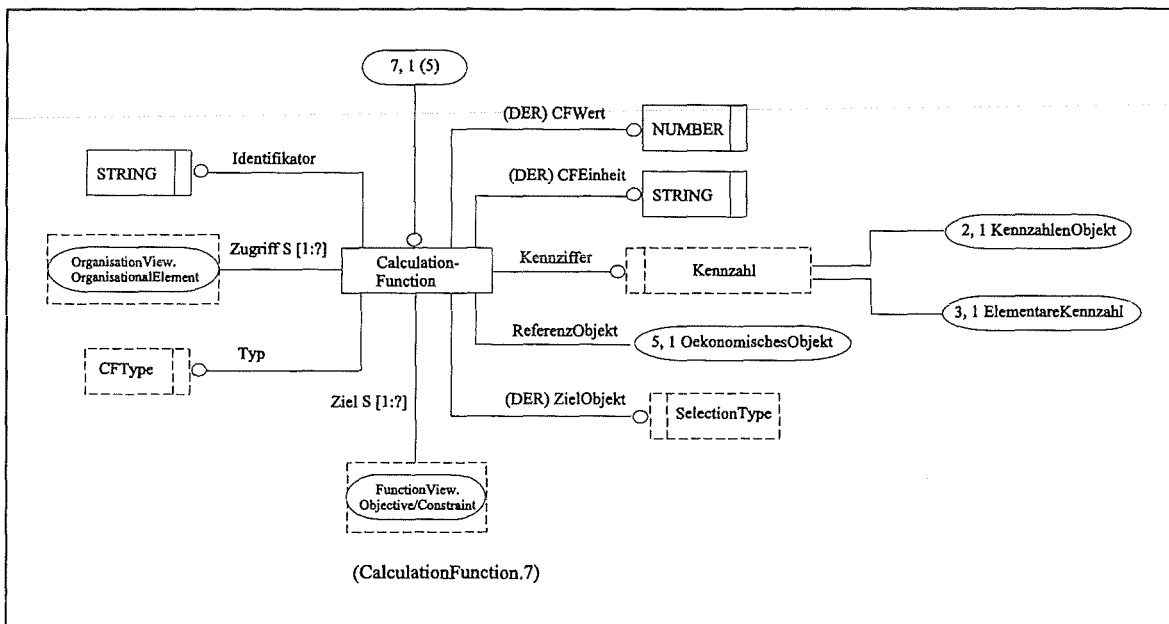 7, 1 (5)
(DER) CFWert
NUMBER
Identifikator
STRING
(DER) CFEinheit
STRING
Zugriff S [1:?]
OrganisationView.
OrganisationalElement
Calculation-
Function
Kennziffer
Kennzahl
2, 1 KennzahlenObjekt
3, 1 ElementareKennzahl
ReferenzObjekt
5, 1 OekonomischesObjekt
Typ
CFType
Ziel S [1:?]
(DER) ZielObjekt
SelectionType
FunctionView.
Objective/Constraint
(CalculationFunction.7)